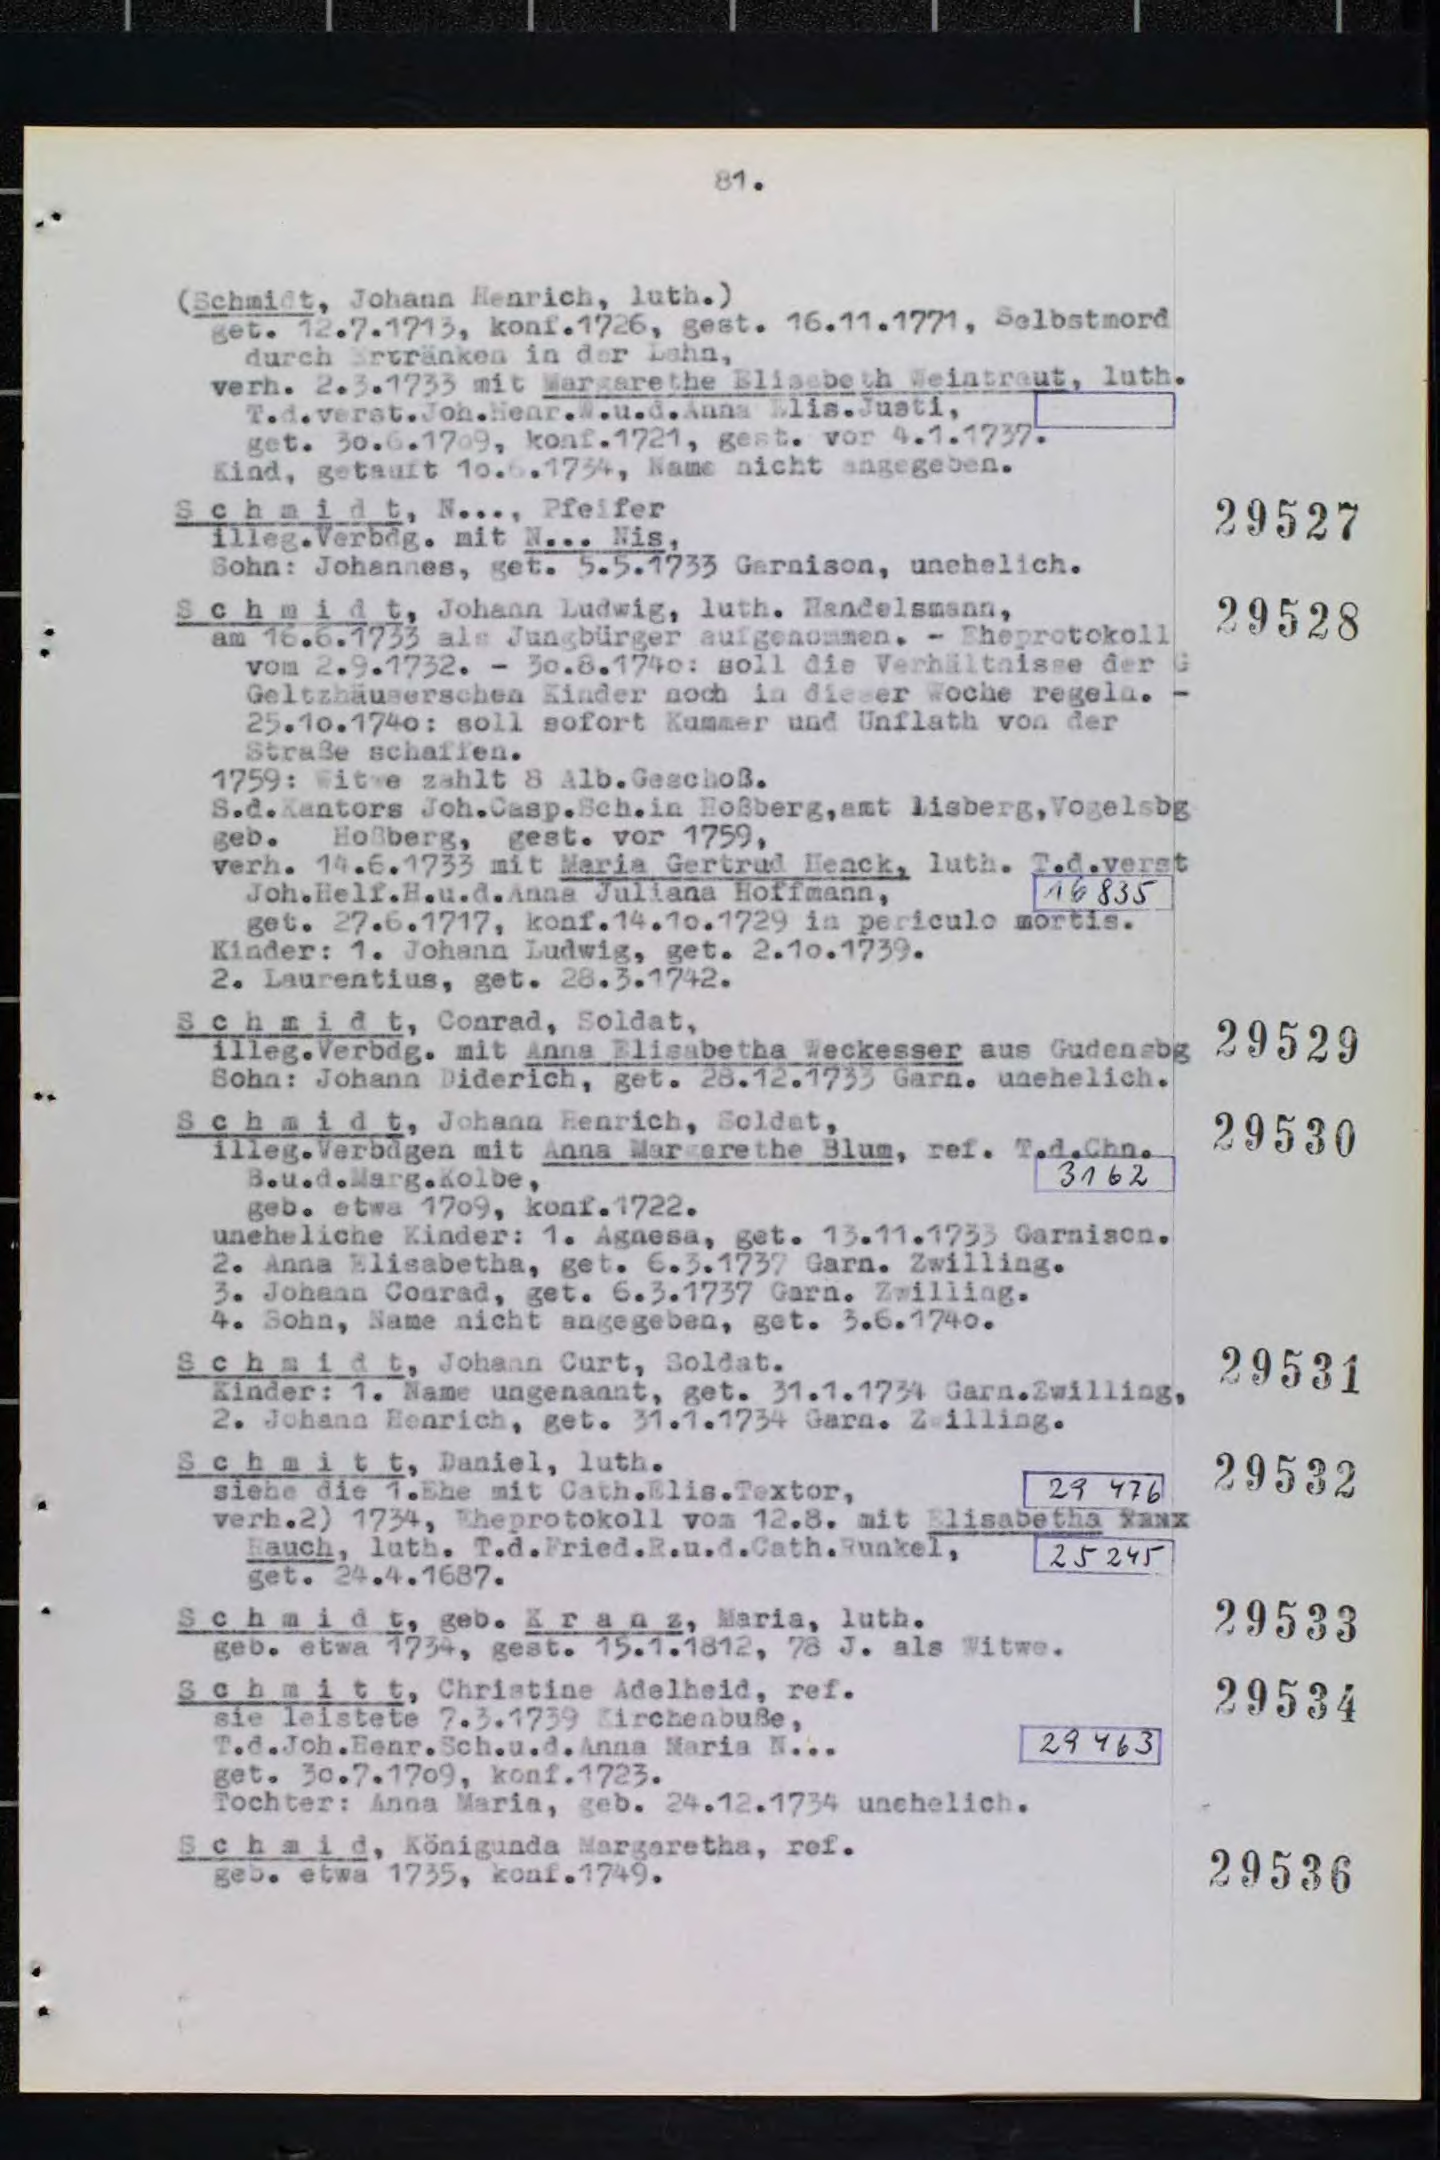 81.
(Schmidt, Johann Henrich, luth.)
get. 12.7.1713, konf.1726, gest. 16.11.1771, Selbstmord
durch Ertränken in der Lahn,
verh. 2.3.1733 mit Margarethe Elisabeth Weintraut, luth.
T.d.verst.Joh.Henr.W.u.d.Anna Elis.Justi,
get. 30.6.1709, konf.1721, gest. vor 4.1.1737.
Kind, getauft 10.6.1734, Name nicht angegeben.
S c h m i d t, N..., Pfeifer 29527
illeg.Verbdg. mit N... Nis,
Sohn: Johannes, get. 5.5.1733 Garnison, unehelich.
S c h m i d t, Johann Ludwig, luth. Handelsmann, 29528
am 16.6.1733 als Jungbürger aufgenommen. - Eheprotokoll
vom 2.9.1732. - 30.8.1740: soll die Verhältnisse der G
Geltzhäuserschen Kinder noch in dieser Woche regeln. -
25.10.1740: soll sofort Kummer und Unflath von der
Straße schaffen.
1759: Witwe zahlt 8 Alb.Geschoß.
S.d.Kantors Joh.Casp.Sch.in Hoßberg,amt Lisberg,Vogelsbg
geb. Hoßberg, gest. vor 1759,
verh. 14.6.1733 mit Maria Gertrud Henck, luth. T.d.verst
Joh.Helf.H.u.d.Anna Juliana Hoffmann, 16835
get. 27.6.1717, konf.14.10.1729 in periculo mortis.
Kinder: 1. Johann Ludwig, get. 2.10.1739.
2. Laurentius, get. 28.3.1742.
S c h m i d t, Conrad, Soldat, 29529
illeg.Verbdg. mit Anna Elisabetha Weckesser aus Gudensbg
Sohn: Johann Diderich, get. 28.12.1733 Garn. unehelich.
S c h m i d t, Johann Henrich, Soldat, 29530
illeg.Verbdgen mit Anna Margarethe Blum, ref. T.d.Chn.
B.u.d.Marg.Kolbe, 3162
geb. etwa 1709, konf.1722.
uneheliche Kinder: 1. Agnesa, get. 13.11.1733 Garnison.
2. Anna Elisabetha, get. 6.3.1737 Garn. Zwilling.
3. Johann Conrad, get. 6.3.1737 Garn. Zwilling.
4. Sohn, Name nicht angegeben, get. 3.6.1740.
S c h m i d t, Johann Curt, Soldat. 29531
Kinder: 1. Name ungenannt, get. 31.1.1734 Garn.Zwilling,
2. Johann Henrich, get. 31.1.1734 Garn. Zwilling.
S c h m i t t, Daniel, luth. 29532
siehe die 1.Ehe mit Cath.Elis.Textor, 29 476
verh.2) 1734, Eheprotokoll vom 12.8. mit Elisabetha
Rauch, luth. T.d.Fried.R.u.d.Cath.Runkel, 25 245
get. 24.4.1687.
S c h m i d t, geb. K r a n z, Maria, luth. 29533
geb. etwa 1734, gest. 15.1.1812, 78 J. als Witwe.
S c h m i t t, Christine Adelheid, ref. 29534
sie leistete 7.3.1739 Kirchenbuße,
T.d.Joh.Henr.Sch.u.d.Anna Maria N... 29 463
get. 30.7.1709, konf.1723.
Tochter: Anna Maria, geb. 24.12.1734 unehelich.
S c h m i d, Königunda Margaretha, ref. 29536
geb. etwa 1735, konf.1749.